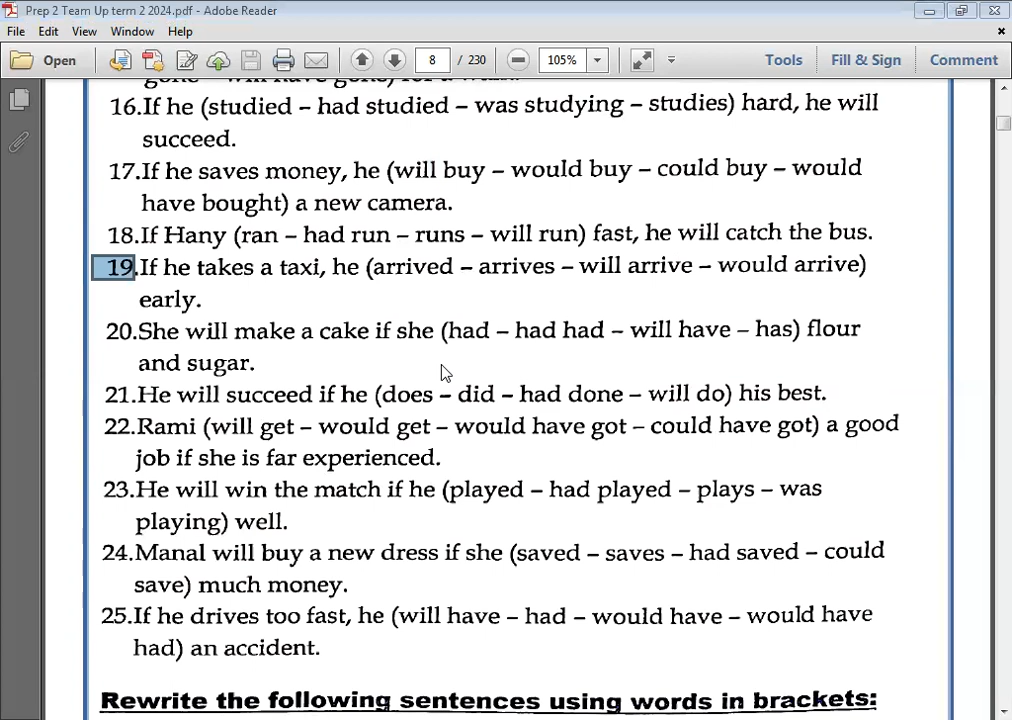 Prep 2 Team Up term 2 2024.pdf - Adobe Reader
File Edit View Window Help
Open 8 / 230 105% Tools Fill & Sign Comment
16.If he (studied – had studied – was studying – studies) hard, he will
succeed.
17.If he saves money, he (will buy – would buy – could buy – would
have bought) a new camera.
18.If Hany (ran – had run – runs – will run) fast, he will catch the bus.
19.If he takes a taxi, he (arrived – arrives – will arrive – would arrive)
early.
20.She will make a cake if she (had – had had – will have – has) flour
and sugar.
21.He will succeed if he (does – did – had done – will do) his best.
22.Rami (will get – would get – would have got – could have got) a good
job if she is far experienced.
23.He will win the match if he (played – had played – plays – was
playing) well.
24.Manal will buy a new dress if she (saved – saves – had saved – could
save) much money.
25.If he drives too fast, he (will have – had – would have – would have
had) an accident.
Rewrite the following sentences using words in brackets: